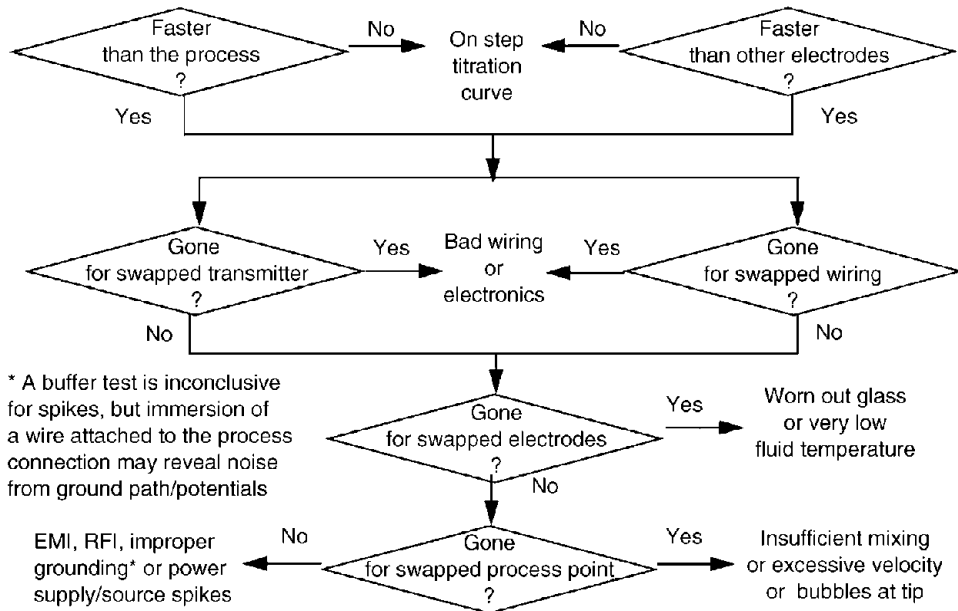 Faster
than the process
?
No
On step
titration
curve
No
Faster
than other electrodes
?
Yes
Yes
Gone
for swapped transmitter
?
Yes
Bad wiring
or
electronics
Yes
Gone
for swapped wiring
?
No
No
* A buffer test is inconclusive
for spikes, but immersion of
a wire attached to the process
connection may reveal noise
from ground path/potentials
Gone
for swapped electrodes
?
Yes
Worn out glass
or very low
fluid temperature
No
EMI, RFI, improper
grounding* or power
supply/source spikes
No
Gone
for swapped process point
?
Yes
Insufficient mixing
or excessive velocity
or bubbles at tip